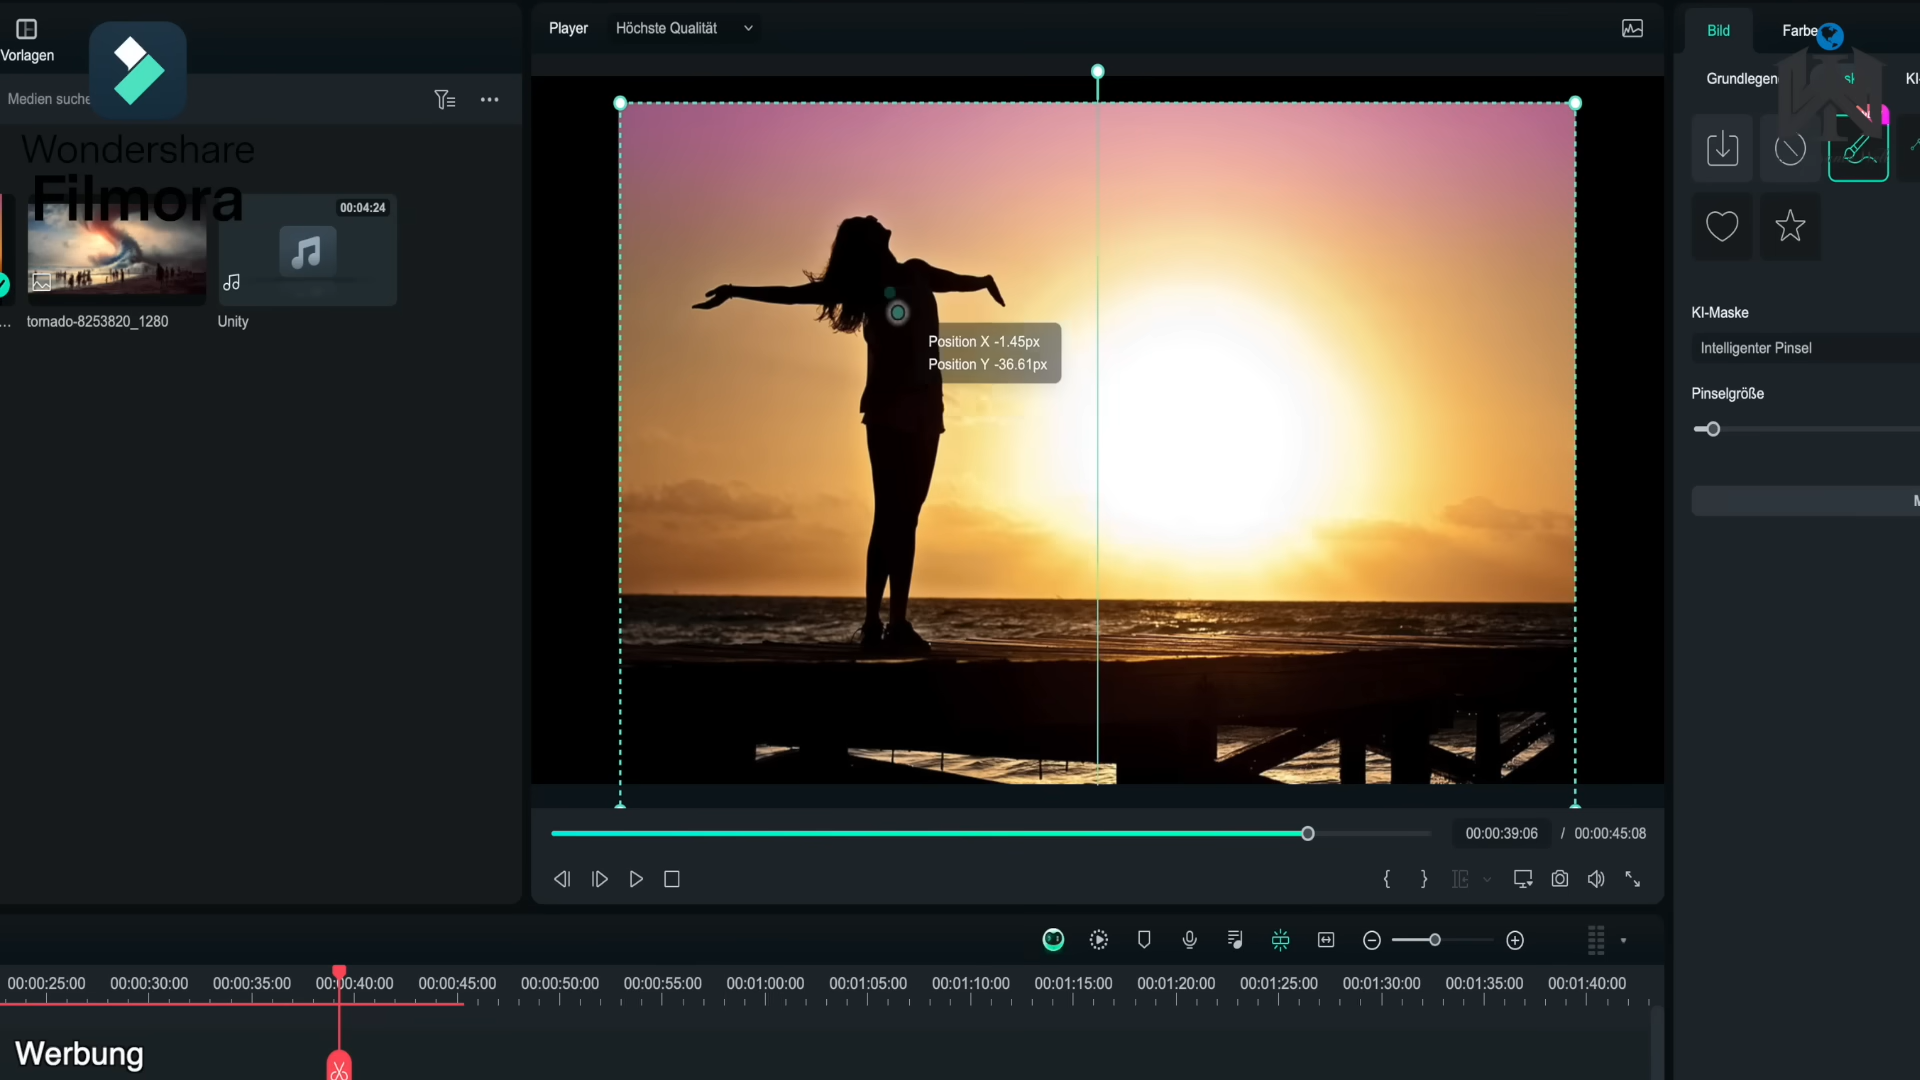 Vorlagen
Medien suche
Wondershare
Filmora
00:04:24
tornado-8253820_1280
Unity
Player
Höchste Qualität
Position X -1.45px
Position Y -36.61px
00:00:39:06 / 00:00:45:08
Bild
Farbe
Grundlegen
sk
KI-
KI-Maske
Intelligenter Pinsel
Pinselgröße
00:00:25:00
00:00:30:00
00:00:35:00
00:00:40:00
00:00:45:00
00:00:50:00
00:00:55:00
00:01:00:00
00:01:05:00
00:01:10:00
00:01:15:00
00:01:20:00
00:01:25:00
00:01:30:00
00:01:35:00
00:01:40:00
Werbung